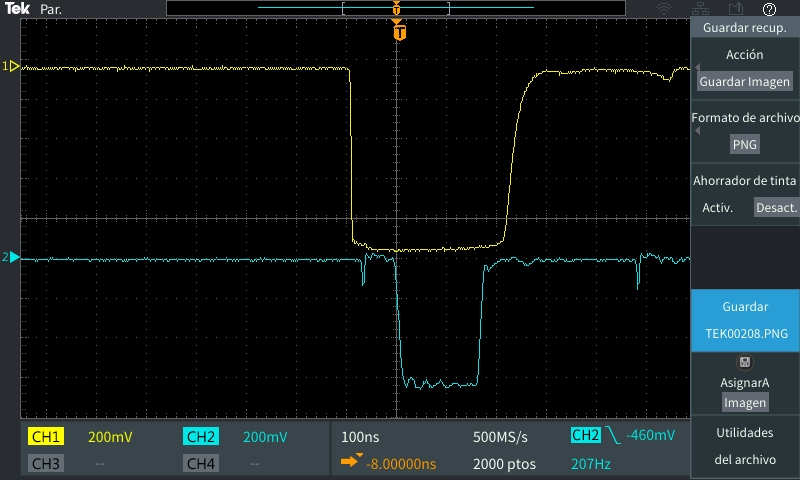 Tek Par.
T
?
T
Guardar recup.
Acción
Guardar Imagen
Formato de archivo
PNG
Ahorrador de tinta
Activ. Desact.
1
2
Guardar
TEK00208.PNG
AsignarA
Imagen
Utilidades
del archivo
CH1 200mV CH2 200mV 100ns 500MS/s CH2 -460mV
CH3 -- CH4 -- -8.00000ns 2000 ptos 207Hz